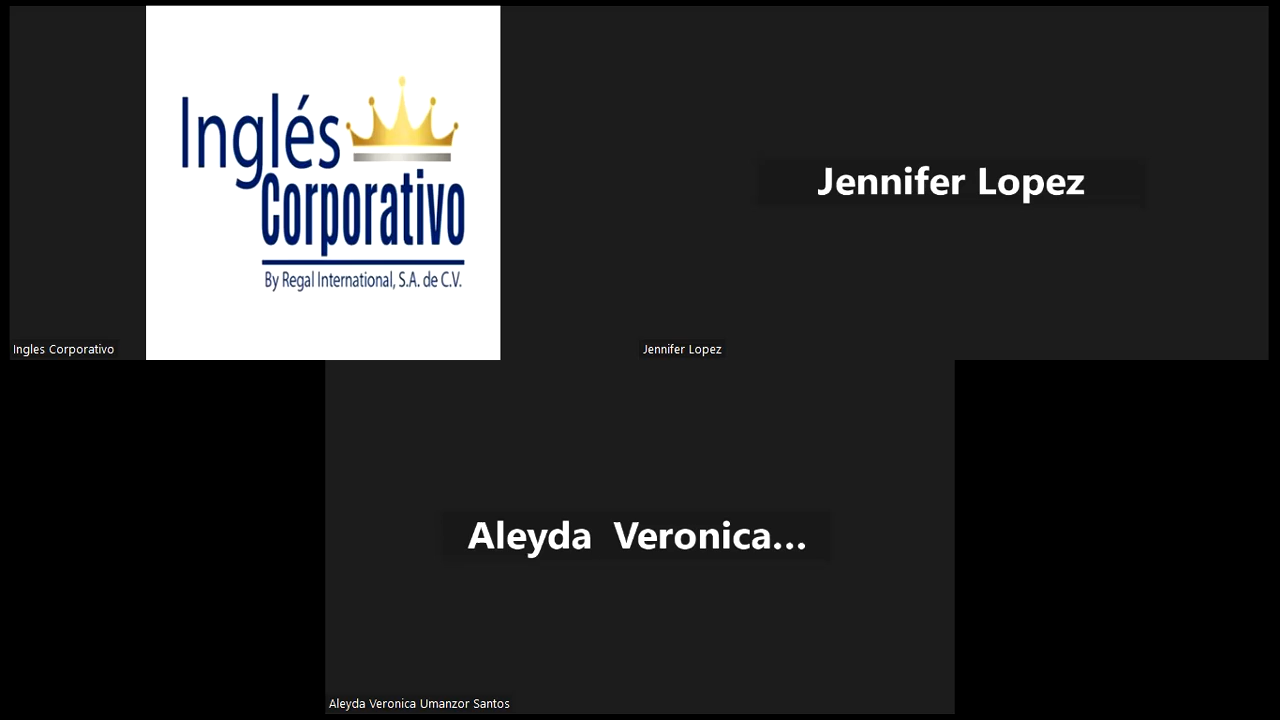 Inglés
Corporativo
By Regal International, S.A. de C.V.
Ingles Corporativo
Jennifer Lopez
Jennifer Lopez
Aleyda Veronica...
Aleyda Veronica Umanzor Santos